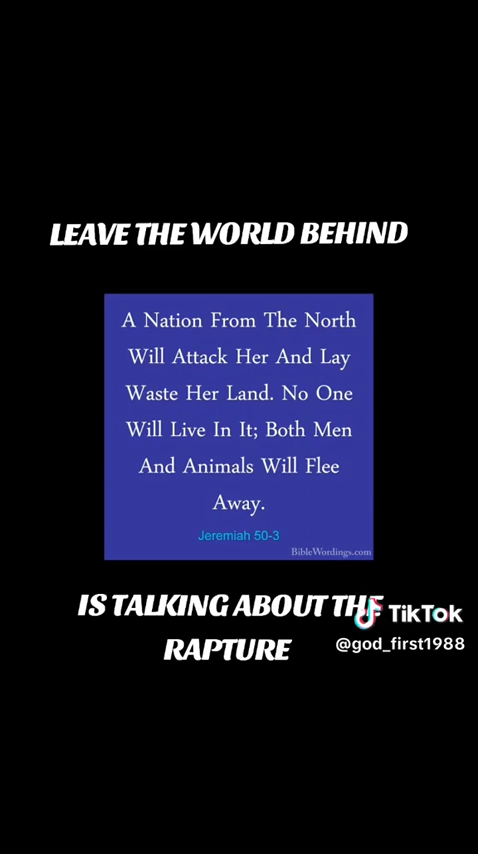 LEAVE THE WORLD BEHIND
A Nation From The North
Will Attack Her And Lay
Waste Her Land. No One
Will Live In It; Both Men
And Animals Will Flee
Away.
Jeremiah 50-3
BibleWordings.com
IS TALKING ABOUT THE
RAPTURE
TikTok
@god_first1988